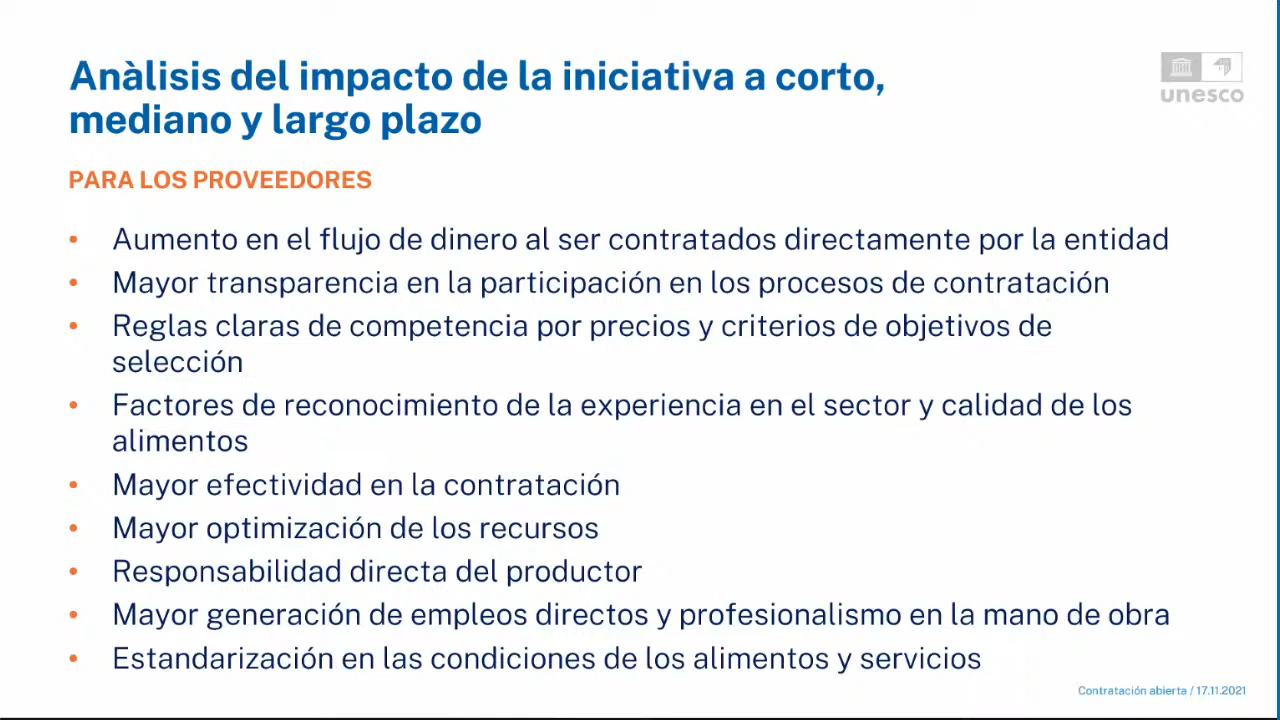 Anàlisis del impacto de la iniciativa a corto,
mediano y largo plazo
unesco
PARA LOS PROVEEDORES
• Aumento en el flujo de dinero al ser contratados directamente por la entidad
• Mayor transparencia en la participación en los procesos de contratación
• Reglas claras de competencia por precios y criterios de objetivos de
selección
• Factores de reconocimiento de la experiencia en el sector y calidad de los
alimentos
• Mayor efectividad en la contratación
• Mayor optimización de los recursos
• Responsabilidad directa del productor
• Mayor generación de empleos directos y profesionalismo en la mano de obra
• Estandarización en las condiciones de los alimentos y servicios
Contratación abierta / 17.11.2021